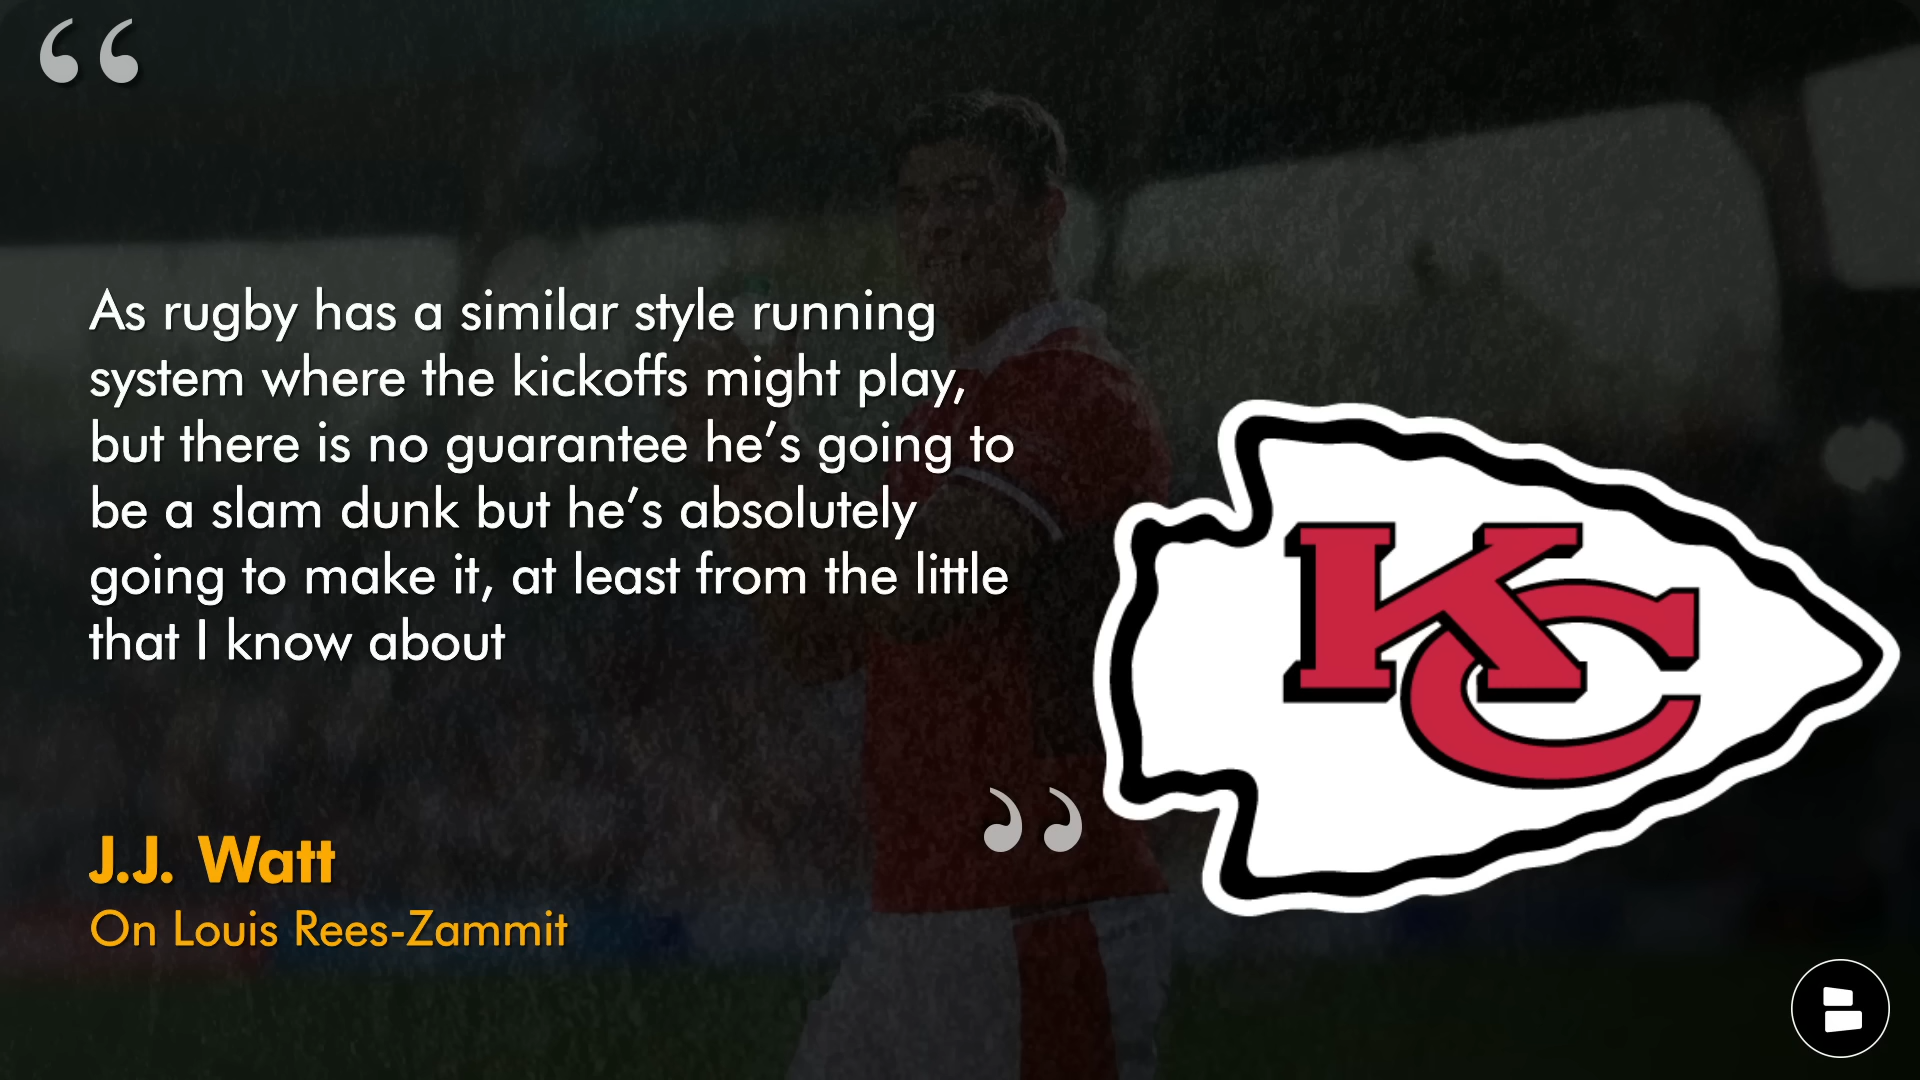 “
As rugby has a similar style running
system where the kickoffs might play,
but there is no guarantee he’s going to
be a slam dunk but he’s absolutely
going to make it, at least from the little
that I know about
”
KC
J.J. Watt
On Louis Rees-Zammit